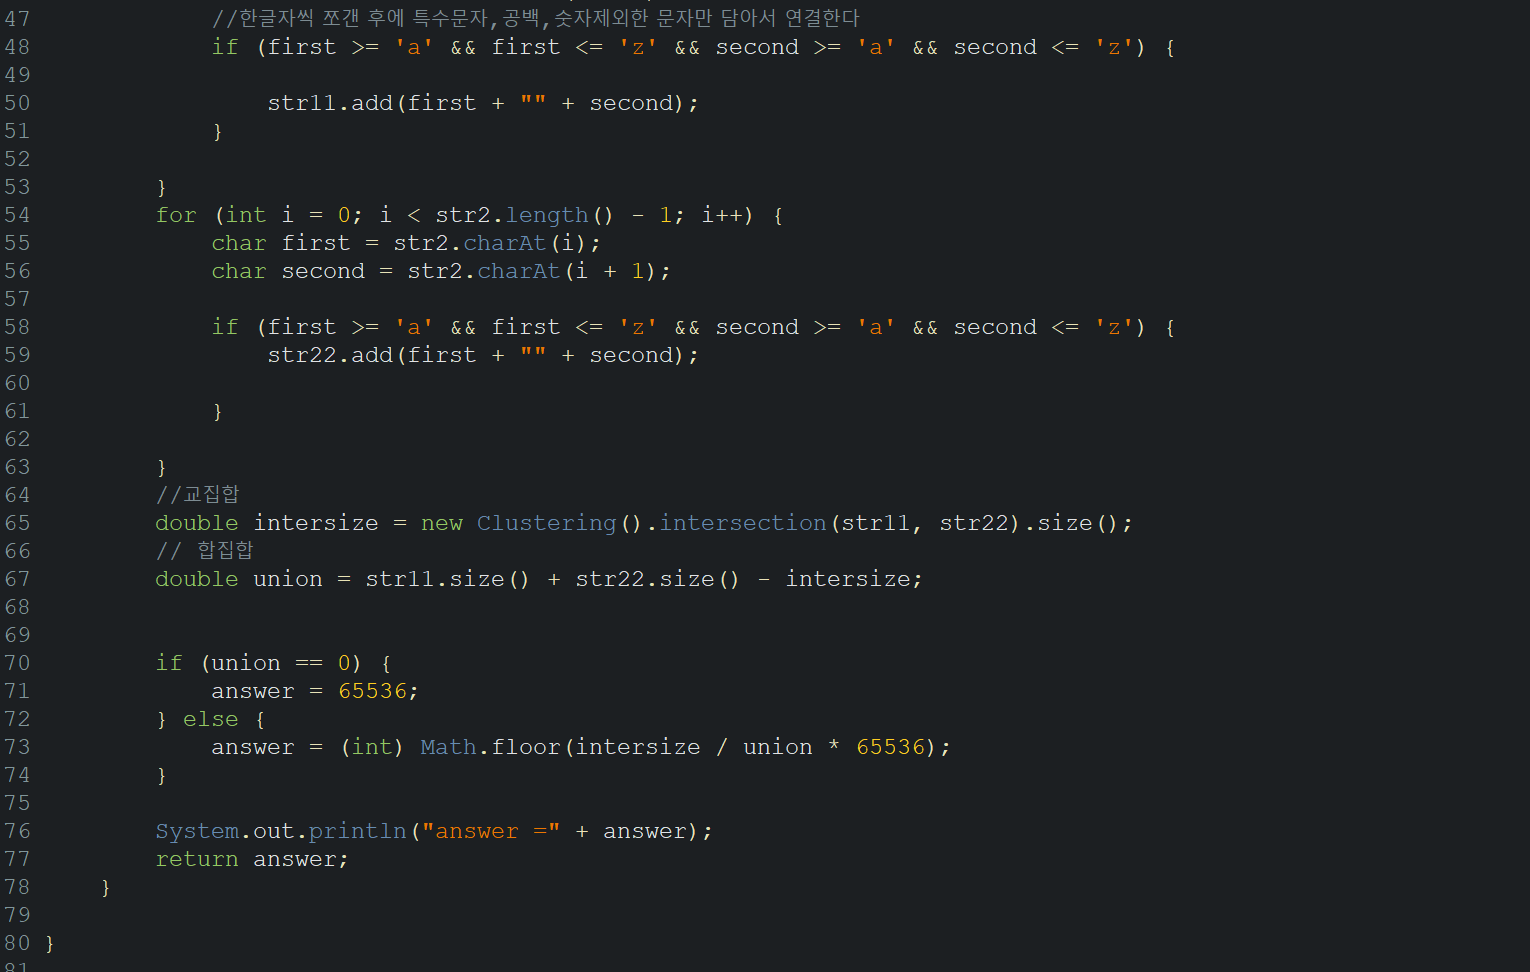 47 //한글자씩 쪼갠 후에 특수문자,공백,숫자제외한 문자만 담아서 연결한다
48 if (first >= 'a' && first <= 'z' && second >= 'a' && second <= 'z') {
49
50 str11.add(first + "" + second);
51 }
52
53 }
54 for (int i = 0; i < str2.length() - 1; i++) {
55 char first = str2.charAt(i);
56 char second = str2.charAt(i + 1);
57
58 if (first >= 'a' && first <= 'z' && second >= 'a' && second <= 'z') {
59 str22.add(first + "" + second);
60
61 }
62
63 }
64 //교집합
65 double intersize = new Clustering().intersection(str11, str22).size();
66 // 합집합
67 double union = str11.size() + str22.size() - intersize;
68
69
70 if (union == 0) {
71 answer = 65536;
72 } else {
73 answer = (int) Math.floor(intersize / union * 65536);
74 }
75
76 System.out.println("answer =" + answer);
77 return answer;
78 }
79
80 }
81